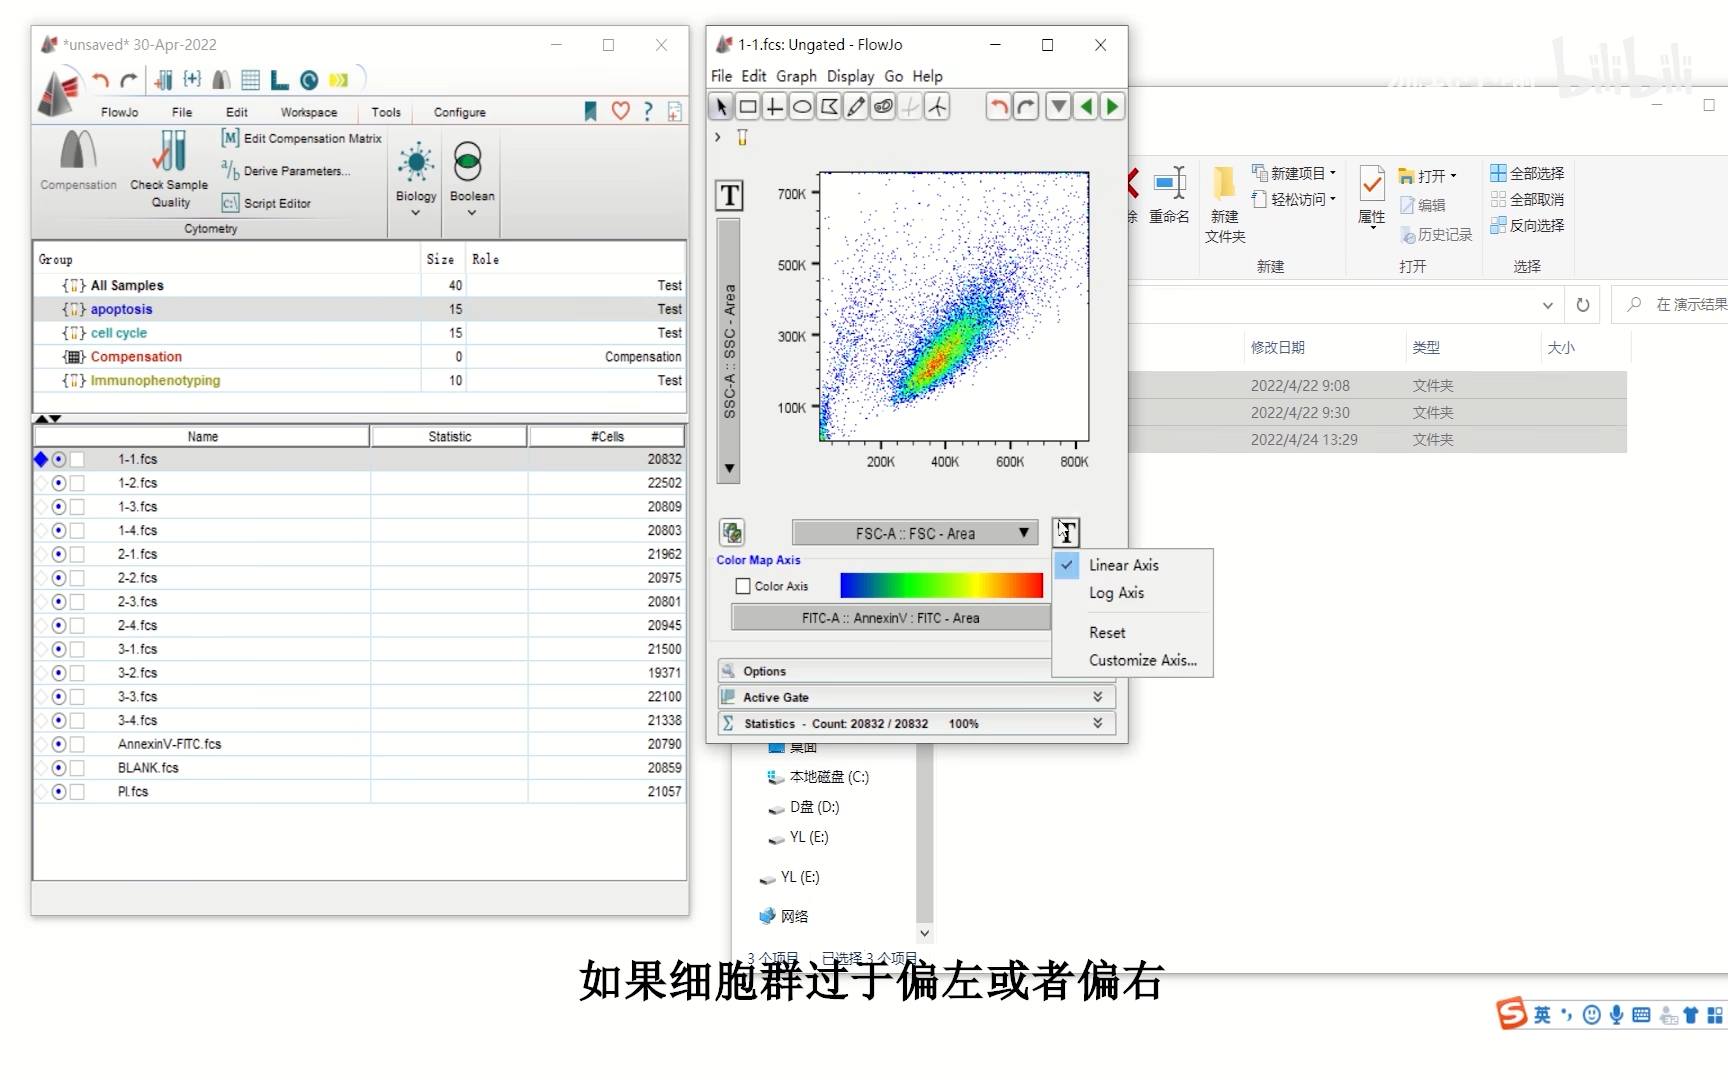 *unsaved* 30-Apr-2022
FlowJo File Edit Workspace Tools Configure
Compensation
Check Sample Quality
[M] Edit Compensation Matrix
a/b Derive Parameters...
C:\ Script Editor
Biology
Boolean
Cytometry
Group Size Role
All Samples 40 Test
apoptosis 15 Test
cell cycle 15 Test
Compensation 0 Compensation
Immunophenotyping 10 Test
Name Statistic #Cells
1-1.fcs 20832
1-2.fcs 22502
1-3.fcs 20809
1-4.fcs 20803
2-1.fcs 21962
2-2.fcs 20975
2-3.fcs 20801
2-4.fcs 20945
3-1.fcs 21500
3-2.fcs 19371
3-3.fcs 22100
3-4.fcs 21338
AnnexinV-FITC.fcs 20790
BLANK.fcs 20859
PI.fcs 21057
1-1.fcs: Ungated - FlowJo
File Edit Graph Display Go Help
T
SSC-A :: SSC - Area
700K
500K
300K
100K
200K 400K 600K 800K
FSC-A :: FSC - Area
T
Color Map Axis
Color Axis
FITC-A :: AnnexinV : FITC - Area
Linear Axis
Log Axis
Reset
Customize Axis...
Options
Active Gate
Statistics - Count: 20832 / 20832 100%
bilibili
除
重命名
新建
文件夹
新建项目
轻松访问
新建
属性
打开
编辑
历史记录
打开
全部选择
全部取消
反向选择
选择
在 演示结果
修改日期 类型 大小
2022/4/22 9:08 文件夹
2022/4/22 9:30 文件夹
2022/4/24 13:29 文件夹
桌面
本地磁盘 (C:)
D盘 (D:)
YL (E:)
YL (E:)
网络
3 个项目 已选择 3 个项目
如果细胞群过于偏左或者偏右
S 英